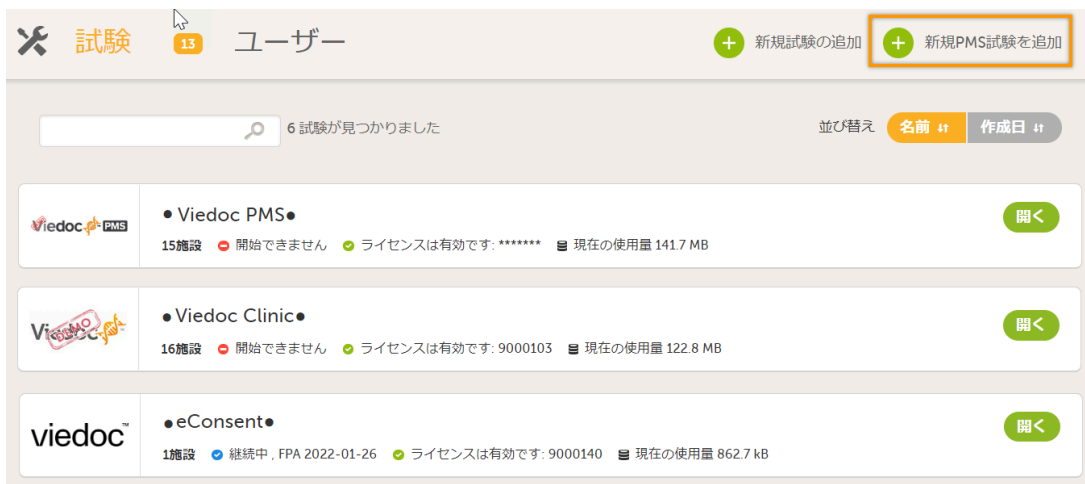 試験 13 ユーザー 新規試験の追加 新規PMS試験を追加
6 試験が見つかりました 並び替え 名前 作成日
Viedoc PMS ●Viedoc PMS● 開く
15施設 開始できません ライセンスは有効です: ******* 現在の使用量 141.7 MB
Viedoc DEMO ●Viedoc Clinic● 開く
16施設 開始できません ライセンスは有効です: 9000103 現在の使用量 122.8 MB
viedoc™ ●eConsent● 開く
1施設 継続中 , FPA 2022-01-26 ライセンスは有効です: 9000140 現在の使用量 862.7 kB